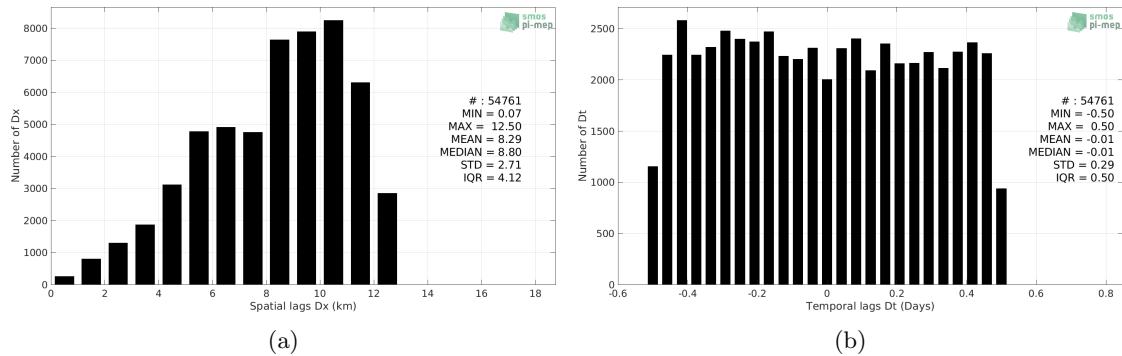 smos
pi-mep
8000
7000
6000
5000
4000
3000
2000
1000
0
Number of Dx
# : 54761
MIN = 0.07
MAX = 12.50
MEAN = 8.29
MEDIAN = 8.80
STD = 2.71
IQR = 4.12
0 2 4 6 8 10 12 14 16 18
Spatial lags Dx (km)
(a)
smos
pi-mep
2500
2000
1500
1000
500
0
Number of Dt
# : 54761
MIN = -0.50
MAX = 0.50
MEAN = -0.01
MEDIAN = -0.01
STD = 0.29
IQR = 0.50
-0.6 -0.4 -0.2 0 0.2 0.4 0.6 0.8
Temporal lags Dt (Days)
(b)